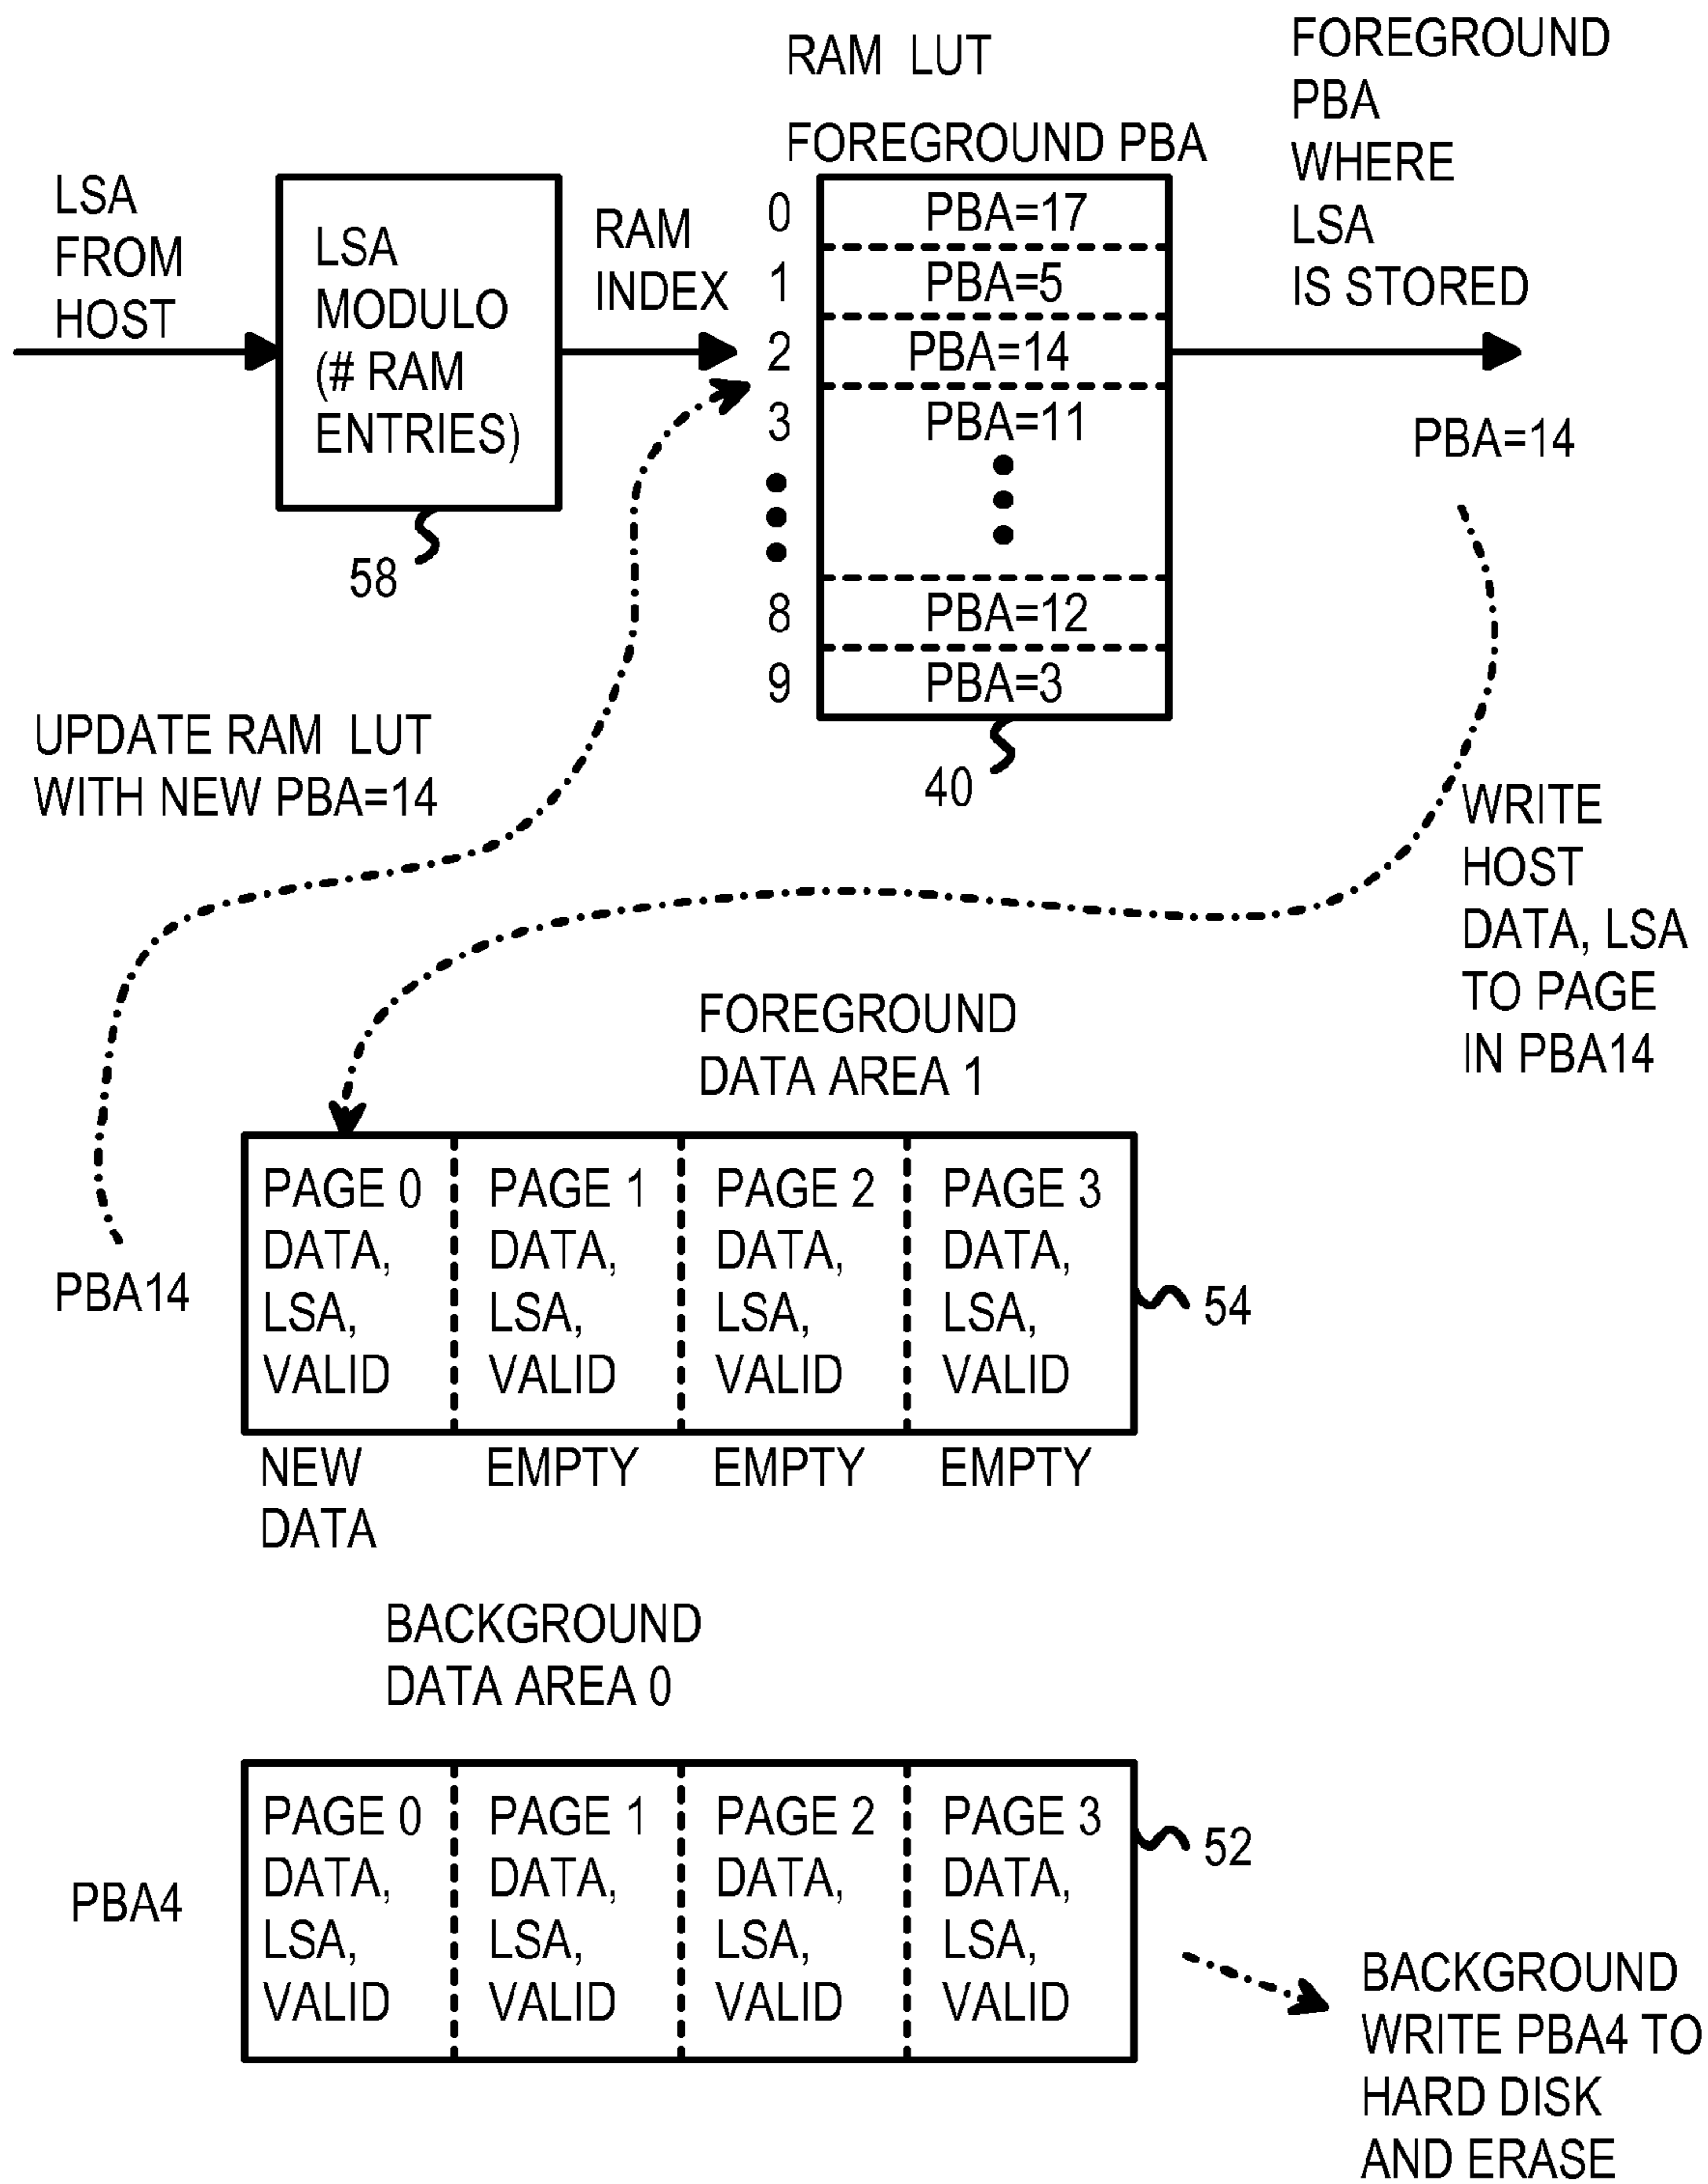 RAM LUT
FOREGROUND PBA
FOREGROUND
PBA
WHERE
LSA
IS STORED
LSA
FROM
HOST
LSA
MODULO
(# RAM
ENTRIES)
58
RAM
INDEX
0 PBA=17
1 PBA=5
2 PBA=14
3 PBA=11
8 PBA=12
9 PBA=3
40
PBA=14
UPDATE RAM LUT
WITH NEW PBA=14
WRITE
HOST
DATA, LSA
TO PAGE
IN PBA14
FOREGROUND
DATA AREA 1
PBA14
PAGE 0 PAGE 1 PAGE 2 PAGE 3
DATA, DATA, DATA, DATA,
LSA, LSA, LSA, LSA,
VALID VALID VALID VALID
54
NEW EMPTY EMPTY EMPTY
DATA
BACKGROUND
DATA AREA 0
PBA4
PAGE 0 PAGE 1 PAGE 2 PAGE 3
DATA, DATA, DATA, DATA,
LSA, LSA, LSA, LSA,
VALID VALID VALID VALID
52
BACKGROUND
WRITE PBA4 TO
HARD DISK
AND ERASE